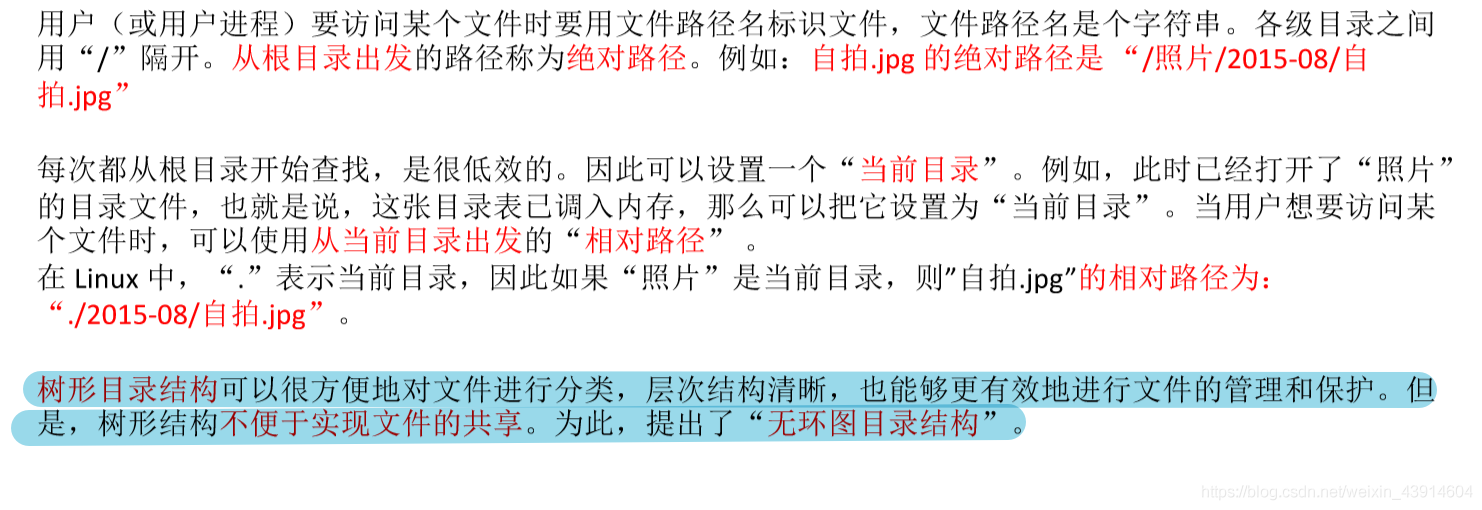 用户（或用户进程）要访问某个文件时要用文件路径名标识文件，文件路径名是个字符串。各级目录之间
用“/”隔开。从根目录出发的路径称为绝对路径。例如：自拍.jpg 的绝对路径是 “/照片/2015-08/自
拍.jpg”
每次都从根目录开始查找，是很低效的。因此可以设置一个“当前目录”。例如，此时已经打开了“照片”
的目录文件，也就是说，这张目录表已调入内存，那么可以把它设置为“当前目录”。当用户想要访问某
个文件时，可以使用从当前目录出发的“相对路径” 。
在 Linux 中，“.”表示当前目录，因此如果“照片”是当前目录，则”自拍.jpg”的相对路径为：
“./2015-08/自拍.jpg”。
树形目录结构可以很方便地对文件进行分类，层次结构清晰，也能够更有效地进行文件的管理和保护。但
是，树形结构不便于实现文件的共享。为此，提出了“无环图目录结构”。
https://blog.csdn.net/weixin_43914604